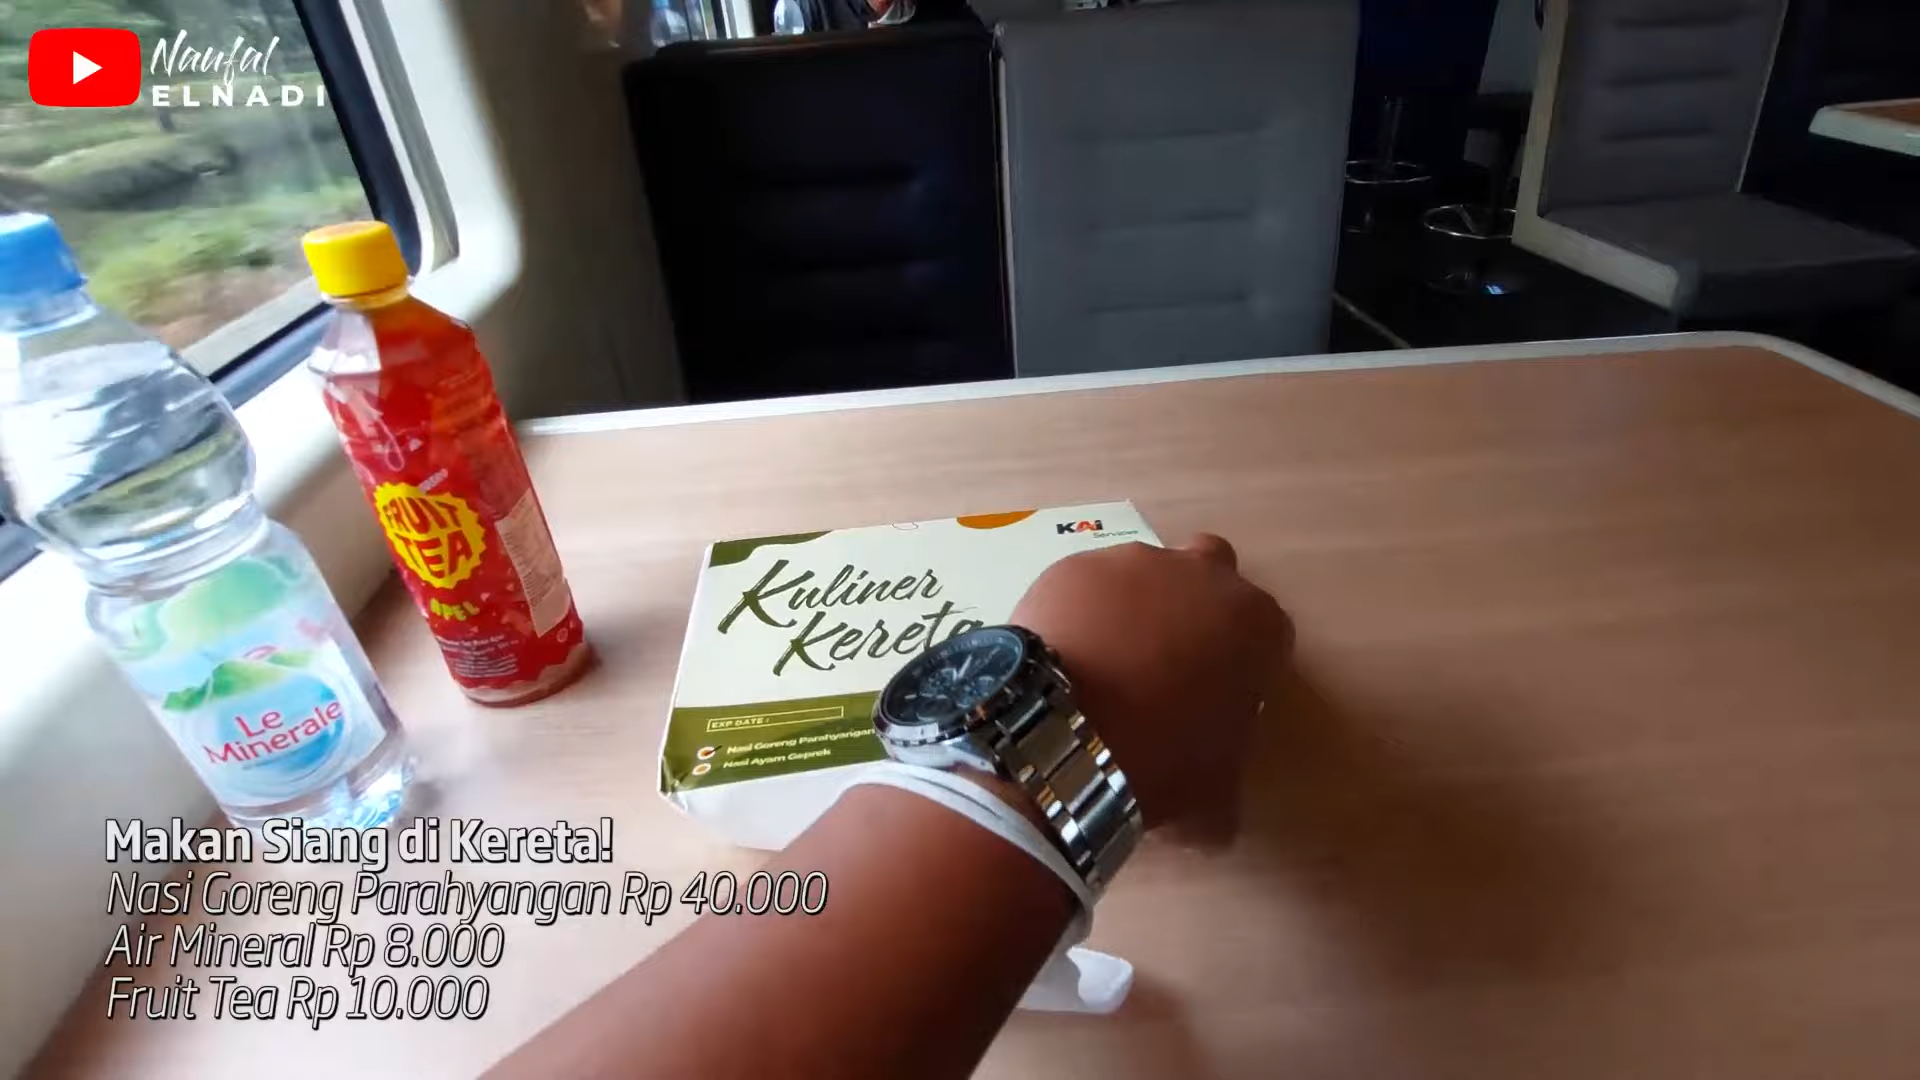 Naufal
ELNADI
FRUIT
TEA
APEL
KAI
Services
Kuliner
Kereta
EXP DATE :
Nasi Goreng Parahyangan
Nasi Ayam Geprek
Le
Minerale
Makan Siang di Kereta!
Nasi Goreng Parahyangan Rp 40.000
Air Mineral Rp 8.000
Fruit Tea Rp 10.000